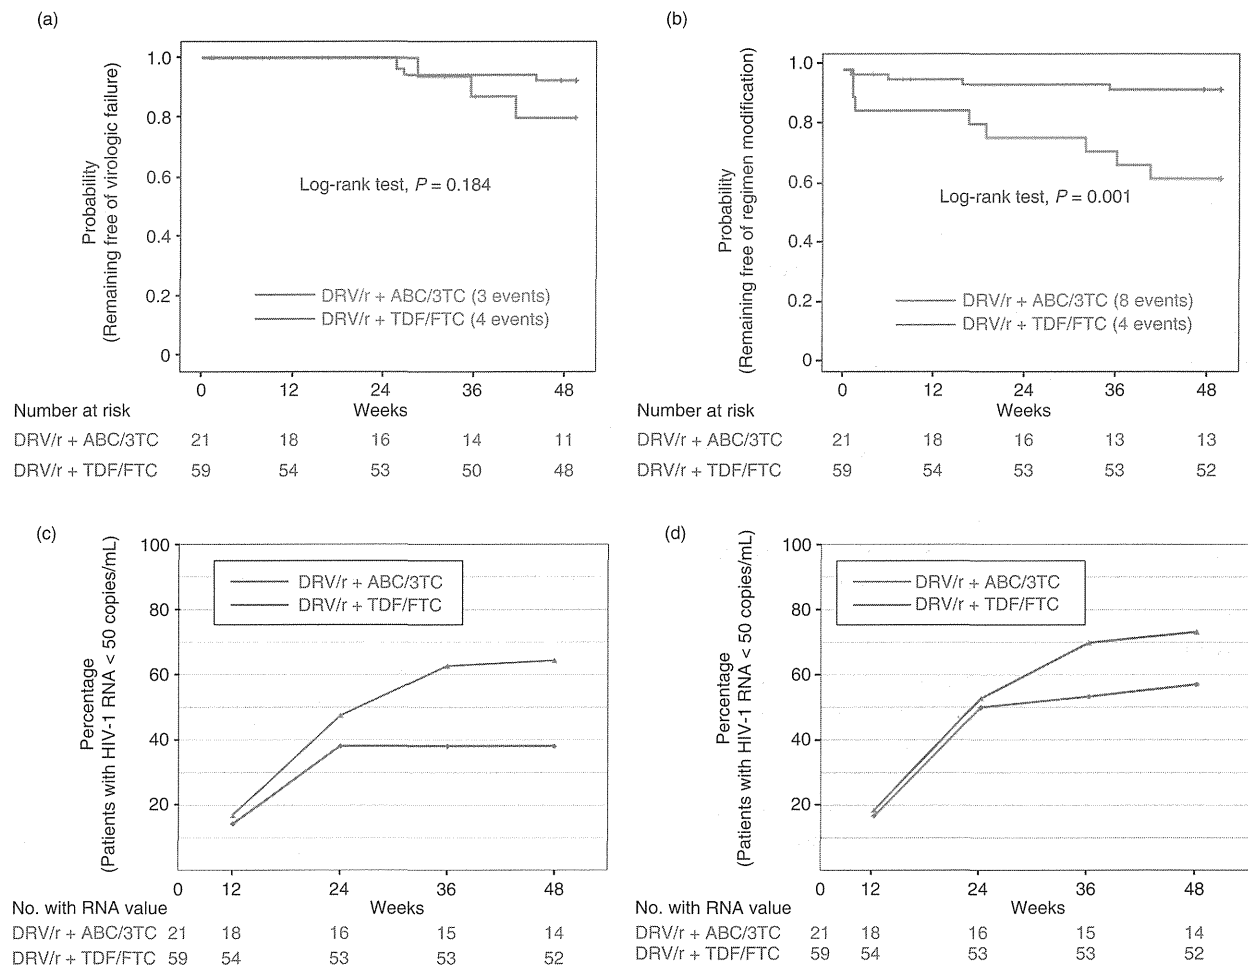 (a)
1.0
0.8
0.6
0.4
0.2
0
Probability
(Remaining free of virologic failure)
Log-rank test, P = 0.184
DRV/r + ABC/3TC (3 events)
DRV/r + TDF/FTC (4 events)
0 12 24 36 48
Weeks
Number at risk
DRV/r + ABC/3TC 21 18 16 14 11
DRV/r + TDF/FTC 59 54 53 50 48
(b)
1.0
0.8
0.6
0.4
0.2
0
Probability
(Remaining free of regimen modification)
Log-rank test, P = 0.001
DRV/r + ABC/3TC (8 events)
DRV/r + TDF/FTC (4 events)
0 12 24 36 48
Weeks
Number at risk
DRV/r + ABC/3TC 21 18 16 13 13
DRV/r + TDF/FTC 59 54 53 53 52
(c)
100
80
60
40
20
Percentage
(Patients with HIV-1 RNA < 50 copies/mL)
DRV/r + ABC/3TC
DRV/r + TDF/FTC
0 12 24 36 48
Weeks
No. with RNA value
DRV/r + ABC/3TC 21 18 16 15 14
DRV/r + TDF/FTC 59 54 53 53 52
(d)
100
80
60
40
20
Percentage
(Patients with HIV-1 RNA < 50 copies/mL)
DRV/r + ABC/3TC
DRV/r + TDF/FTC
0 12 24 36 48
Weeks
No. with RNA value
DRV/r + ABC/3TC 21 18 16 15 14
DRV/r + TDF/FTC 59 54 53 53 52